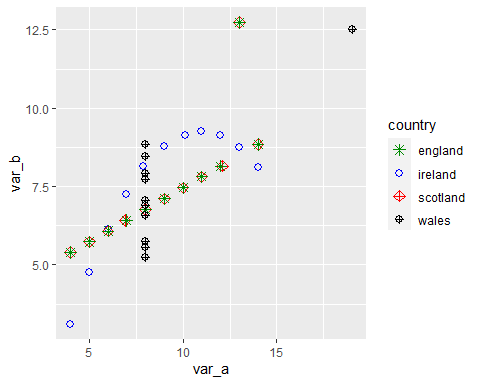 12.5
10.0
7.5
5.0
var_b
5
10
15
var_a
country
england
ireland
scotland
wales